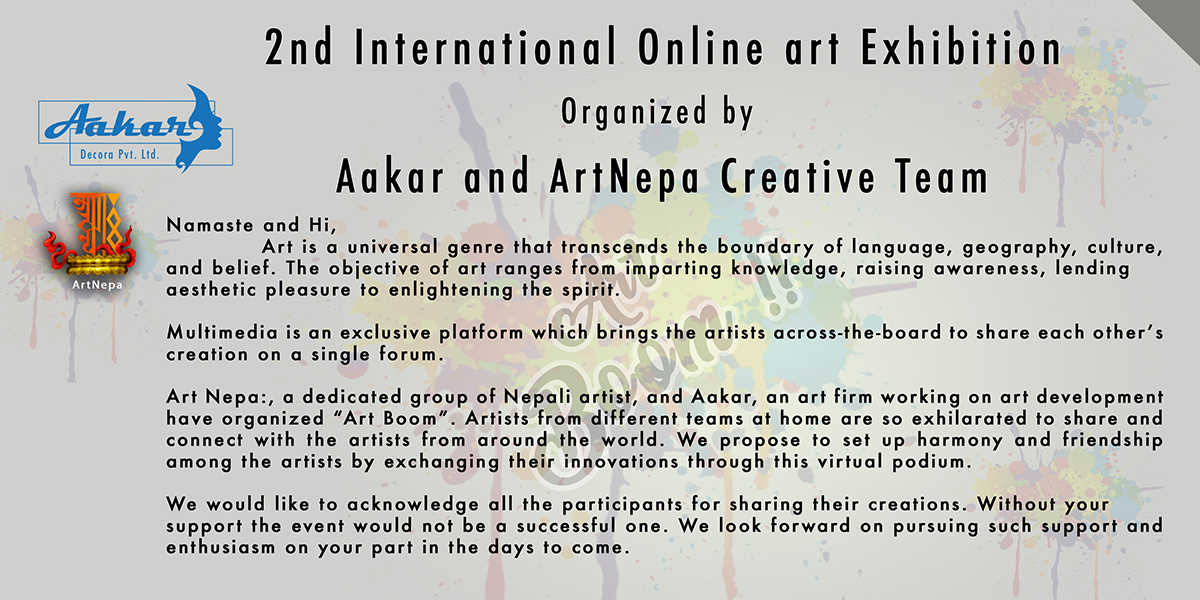 2nd International Online art Exhibition
Organized by
Aakar and ArtNepa Creative Team
Aakar
Decora Pvt. Ltd.
ArtNepa
Namaste and Hi,
Art is a universal genre that transcends the boundary of language, geography, culture,
and belief. The objective of art ranges from imparting knowledge, raising awareness, lending
aesthetic pleasure to enlightening the spirit.
Multimedia is an exclusive platform which brings the artists across-the-board to share each other's
creation on a single forum.
Art Nepa:, a dedicated group of Nepali artist, and Aakar, an art firm working on art development
have organized “Art Boom”. Artists from different teams at home are so exhilarated to share and
connect with the artists from around the world. We propose to set up harmony and friendship
among the artists by exchanging their innovations through this virtual podium.
We would like to acknowledge all the participants for sharing their creations. Without your
support the event would not be a successful one. We look forward on pursuing such support and
enthusiasm on your part in the days to come.
Art
Boom !!